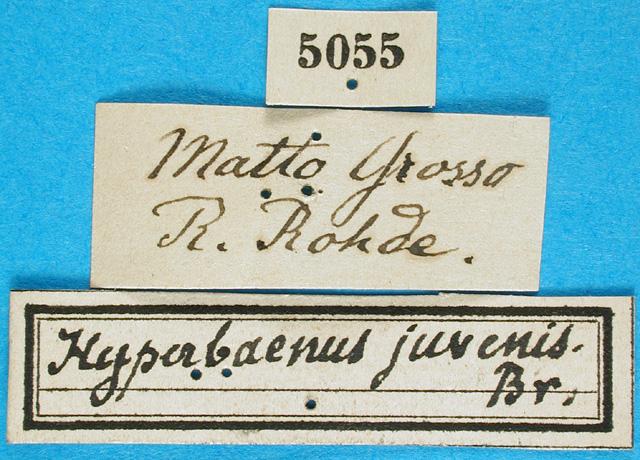 5055
Matto Grosso
R. Rohde.
Hyperbaenus juvenis.
Br.